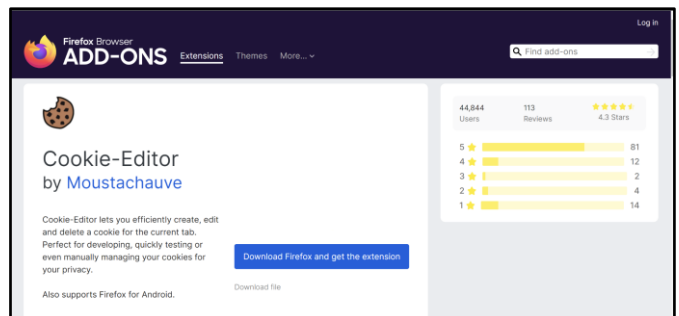 Log in
Firefox Browser
ADD-ONS
Extensions Themes More...
Find add-ons
Cookie-Editor
by Moustachauve
Cookie-Editor lets you efficiently create, edit
and delete a cookie for the current tab.
Perfect for developing, quickly testing or
even manually managing your cookies for
your privacy.
Also supports Firefox for Android.
Download Firefox and get the extension
Download file
44,844 113
Users Reviews 4.3 Stars
5 81
4 12
3 2
2 4
1 14